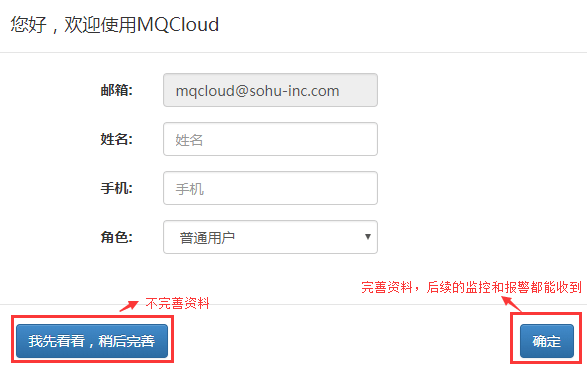 您好，欢迎使用MQCloud
邮箱: mqcloud@sohu-inc.com
姓名: 姓名
手机: 手机
角色: 普通用户
完善资料，后续的监控和报警都能收到
不完善资料
我先看看，稍后完善
确定